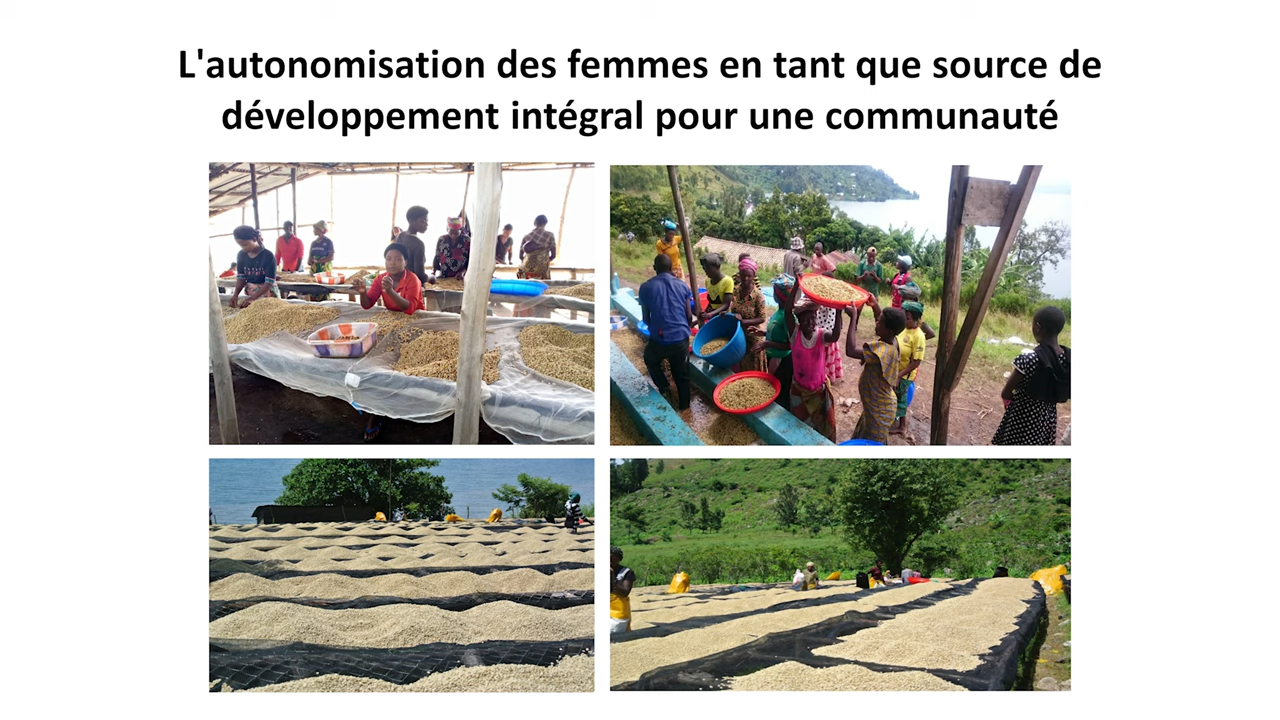 L'autonomisation des femmes en tant que source de
développement intégral pour une communauté